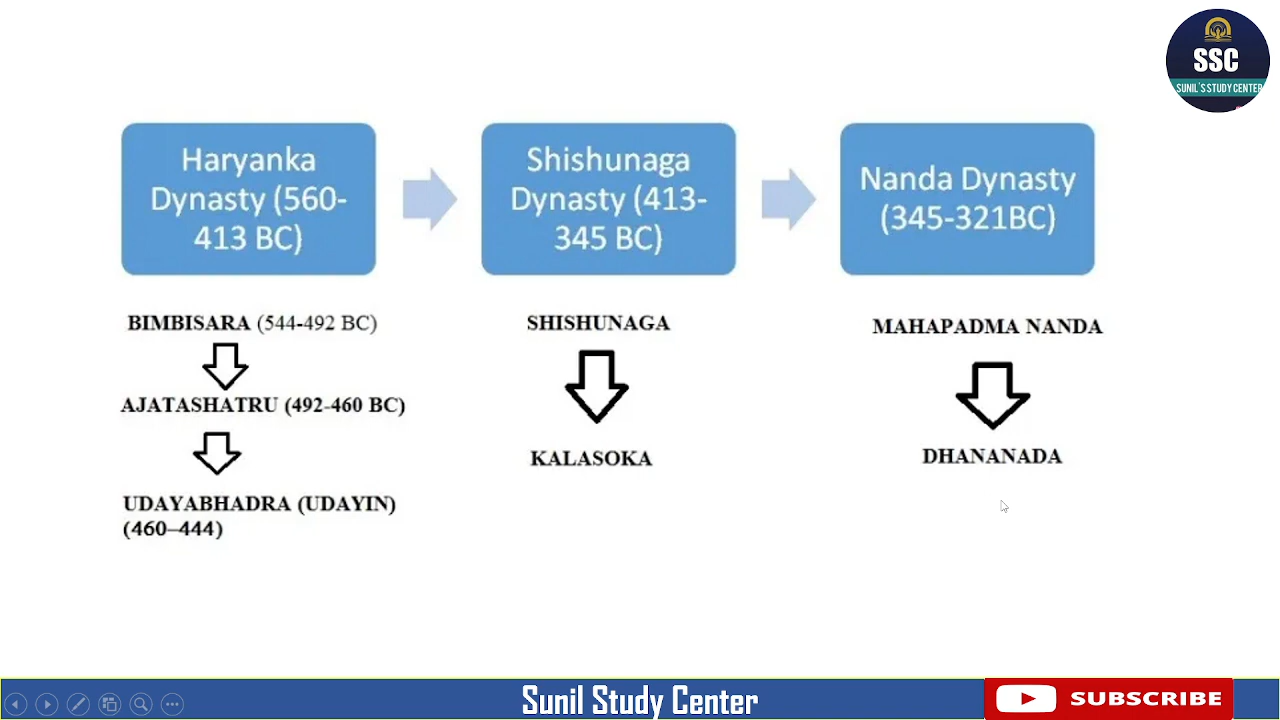 SSC
SUNIL'S STUDY CENTER
Haryanka
Dynasty (560-
413 BC)
Shishunaga
Dynasty (413-
345 BC)
Nanda Dynasty
(345-321BC)
BIMBISARA (544-492 BC)
AJATASHATRU (492-460 BC)
UDAYABHADRA (UDAYIN)
(460–444)
SHISHUNAGA
KALASOKA
MAHAPADMA NANDA
DHANANADA
Sunil Study Center
SUBSCRIBE